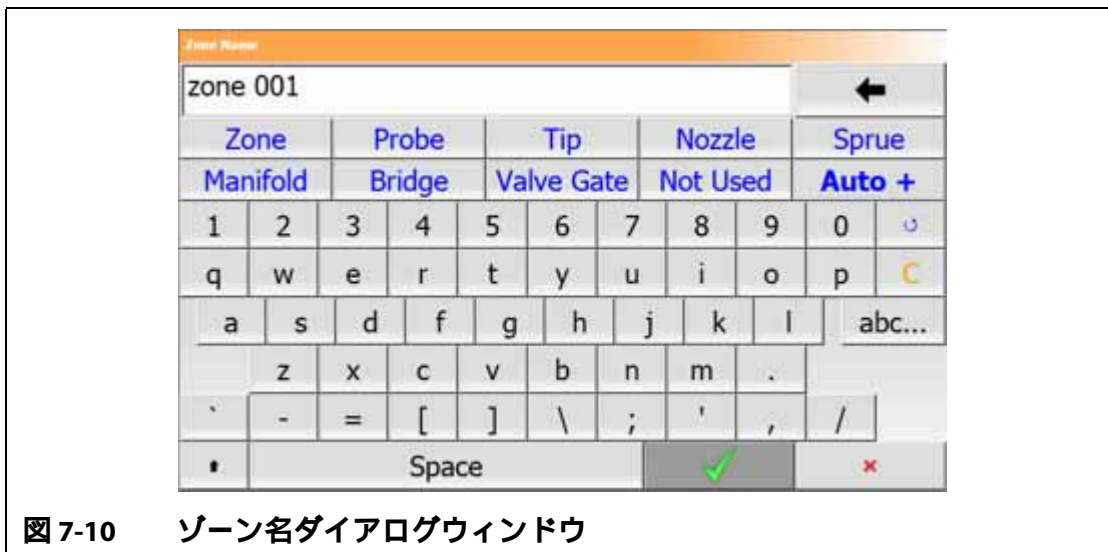 Zone Name
zone 001
Zone Probe Tip Nozzle Sprue
Manifold Bridge Valve Gate Not Used Auto +
1 2 3 4 5 6 7 8 9 0
q w e r t y u i o p C
a s d f g h j k l abc...
z x c v b n m .
` - = [ ] \ ; ' , /
Space
図 7-10 ゾーン名ダイアログウィンドウ